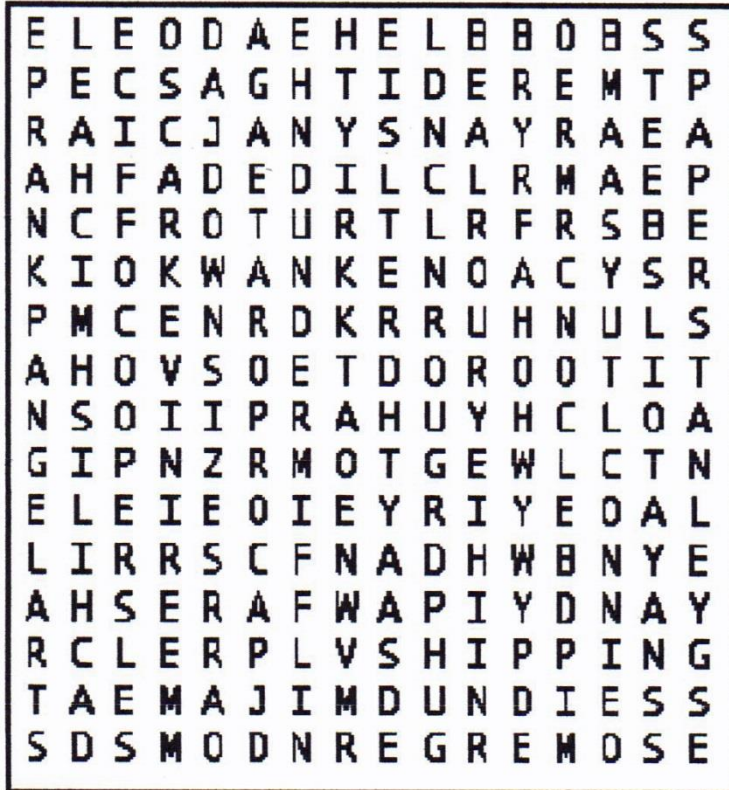 E L E O D A E H E L B B O B S S
P E C S A G H T I D E R E M T P
R A I C J A N Y S N A Y R A E A
A H F A D E D I L C L R M A E P
N C F R O T U R T L R F R S B E
K I O K W A N K E N O A C Y S R
P M C E N R D K R R U H N U L S
A H O V S O E T D O R O O T I T
N S O I I P R A H U Y H C L O A
G I P N Z R M O T G E W L C T N
E L E I E O I E Y R I Y E O A L
L I R R S C F N A D H W B N Y E
A H S E R A F W A P I Y D N A Y
R C L E R P L V S H I P P I N G
T A E M A J I M D U N D I E S S
S D S M O D N R E G R E M O S E